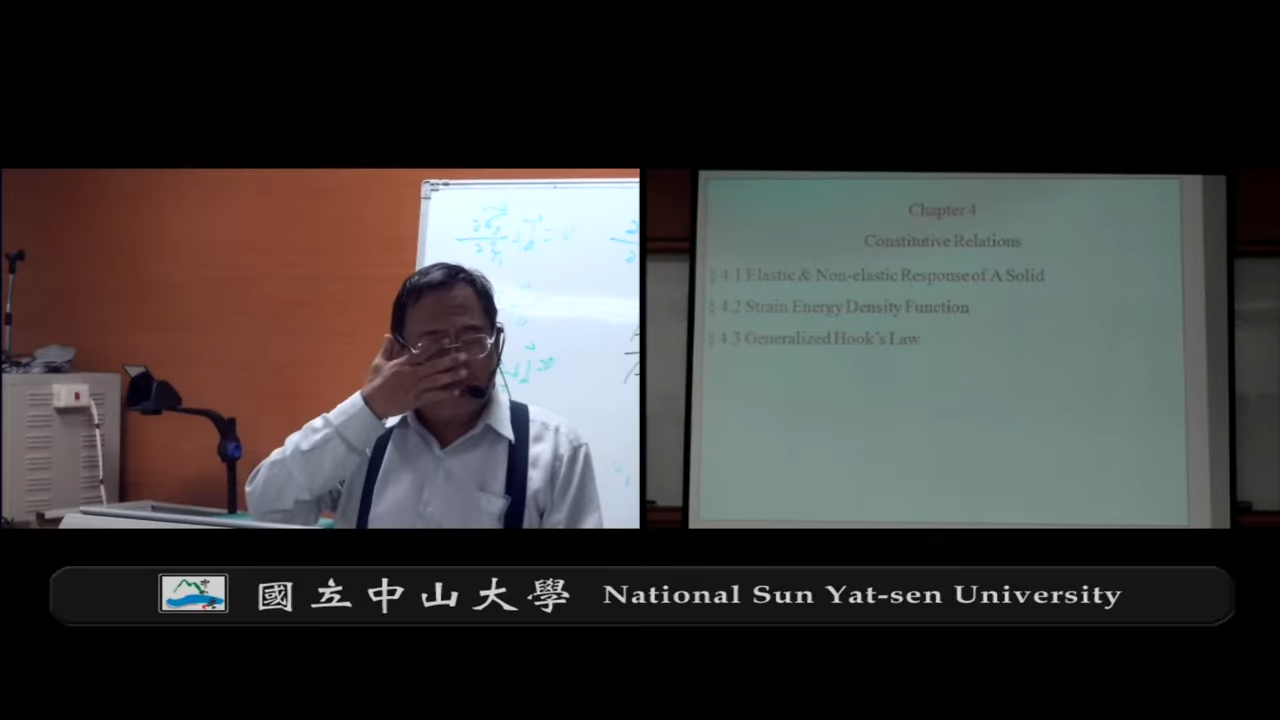 Chapter 4
Constitutive Relations
§ 4.1 Elastic & Non-elastic Response of A Solid
§ 4.2 Strain Energy Density Function
§ 4.3 Generalized Hook's Law
國立中山大學 National Sun Yat-sen University